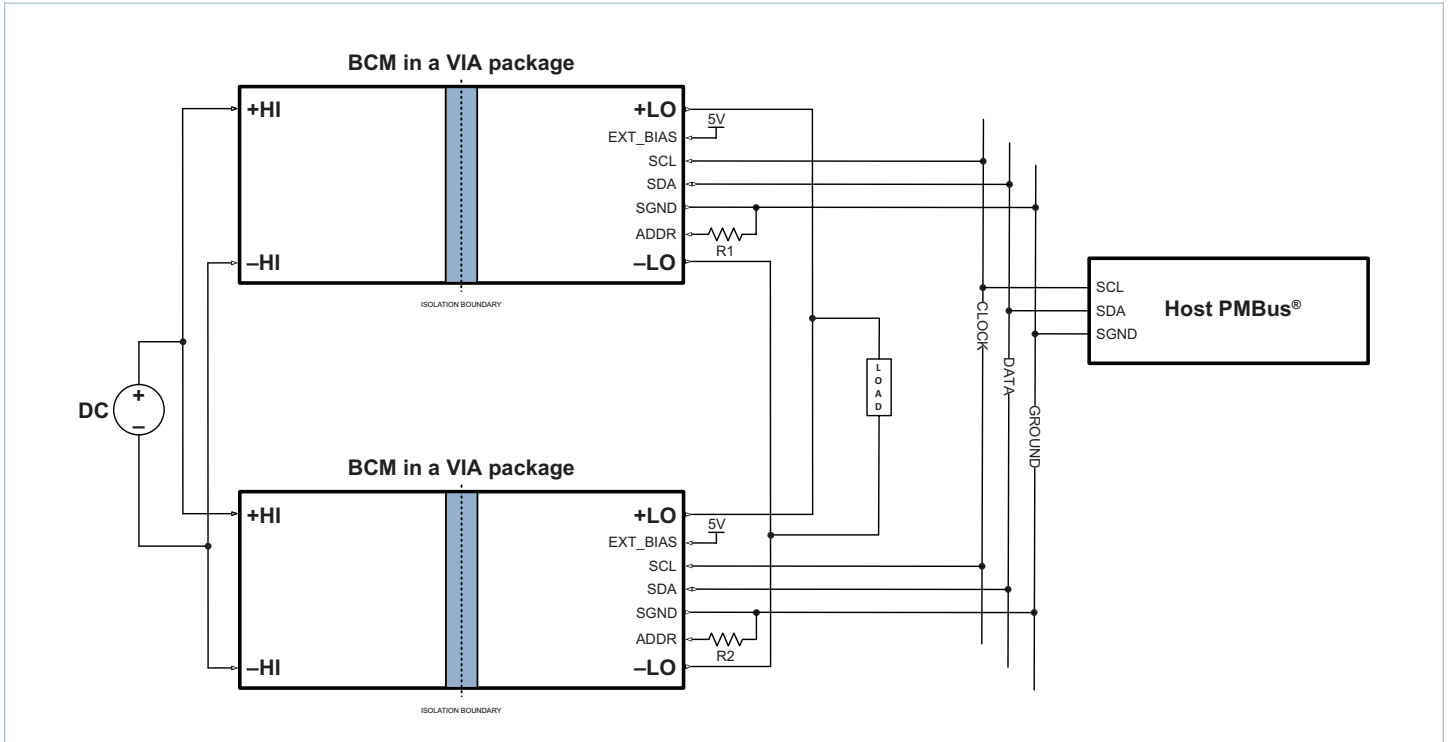 BCM in a VIA package
+HI
–HI
+LO
5V
EXT_BIAS
SCL
SDA
SGND
ADDR
R1
–LO
ISOLATION BOUNDARY
DC
+
–
LOAD
CLOCK
DATA
GROUND
SCL
SDA
SGND
Host PMBus®
BCM in a VIA package
+HI
–HI
+LO
5V
EXT_BIAS
SCL
SDA
SGND
ADDR
R2
–LO
ISOLATION BOUNDARY